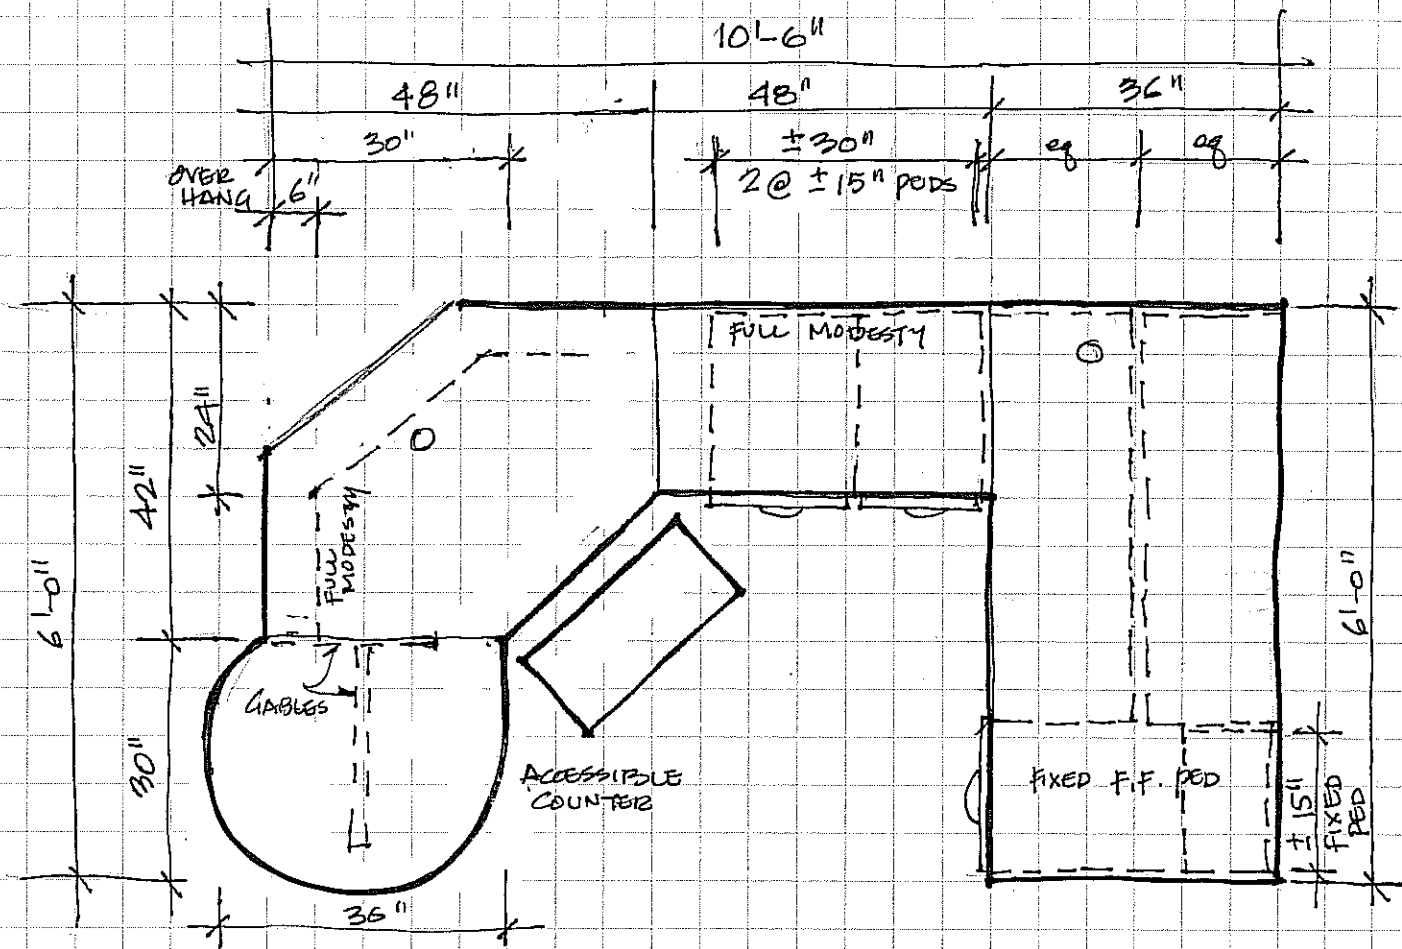 10'-6"
48"
48"
36"
30"
±30"
eq
eq
OVER
HANG
6"
2 @ ±15" PEDS
FULL MODESTY
24"
42"
6'-0"
FULL
MODESTY
6'-0"
GABLES
30"
ACCESSIBLE
COUNTER
FIXED F.F. PED
±15"
FIXED
PED
36"